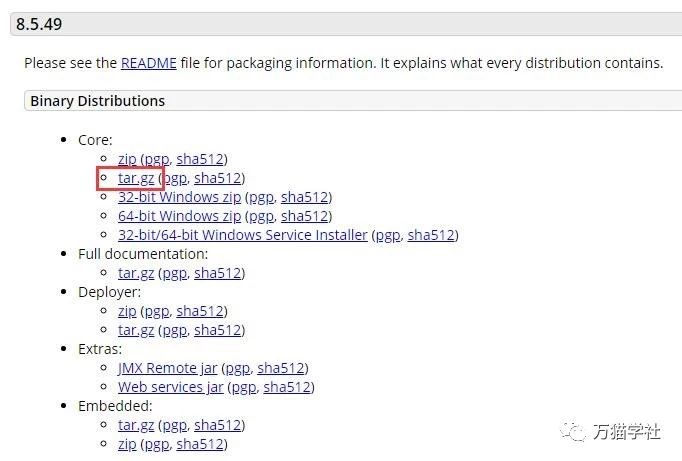 8.5.49
Please see the README file for packaging information. It explains what every distribution contains.
Binary Distributions
Core:
zip (pgp, sha512)
tar.gz (pgp, sha512)
32-bit Windows zip (pgp, sha512)
64-bit Windows zip (pgp, sha512)
32-bit/64-bit Windows Service Installer (pgp, sha512)
Full documentation:
tar.gz (pgp, sha512)
Deployer:
zip (pgp, sha512)
tar.gz (pgp, sha512)
Extras:
JMX Remote jar (pgp, sha512)
Web services jar (pgp, sha512)
Embedded:
tar.gz (pgp, sha512)
zip (pgp, sha512)
万猫学社